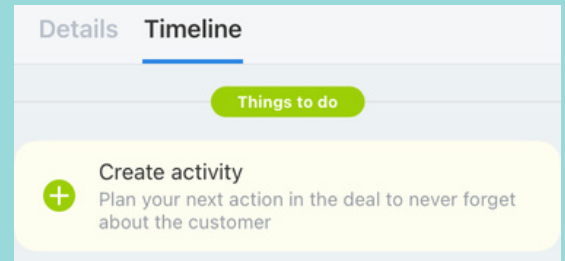 Details Timeline
Things to do
Create activity
Plan your next action in the deal to never forget
about the customer